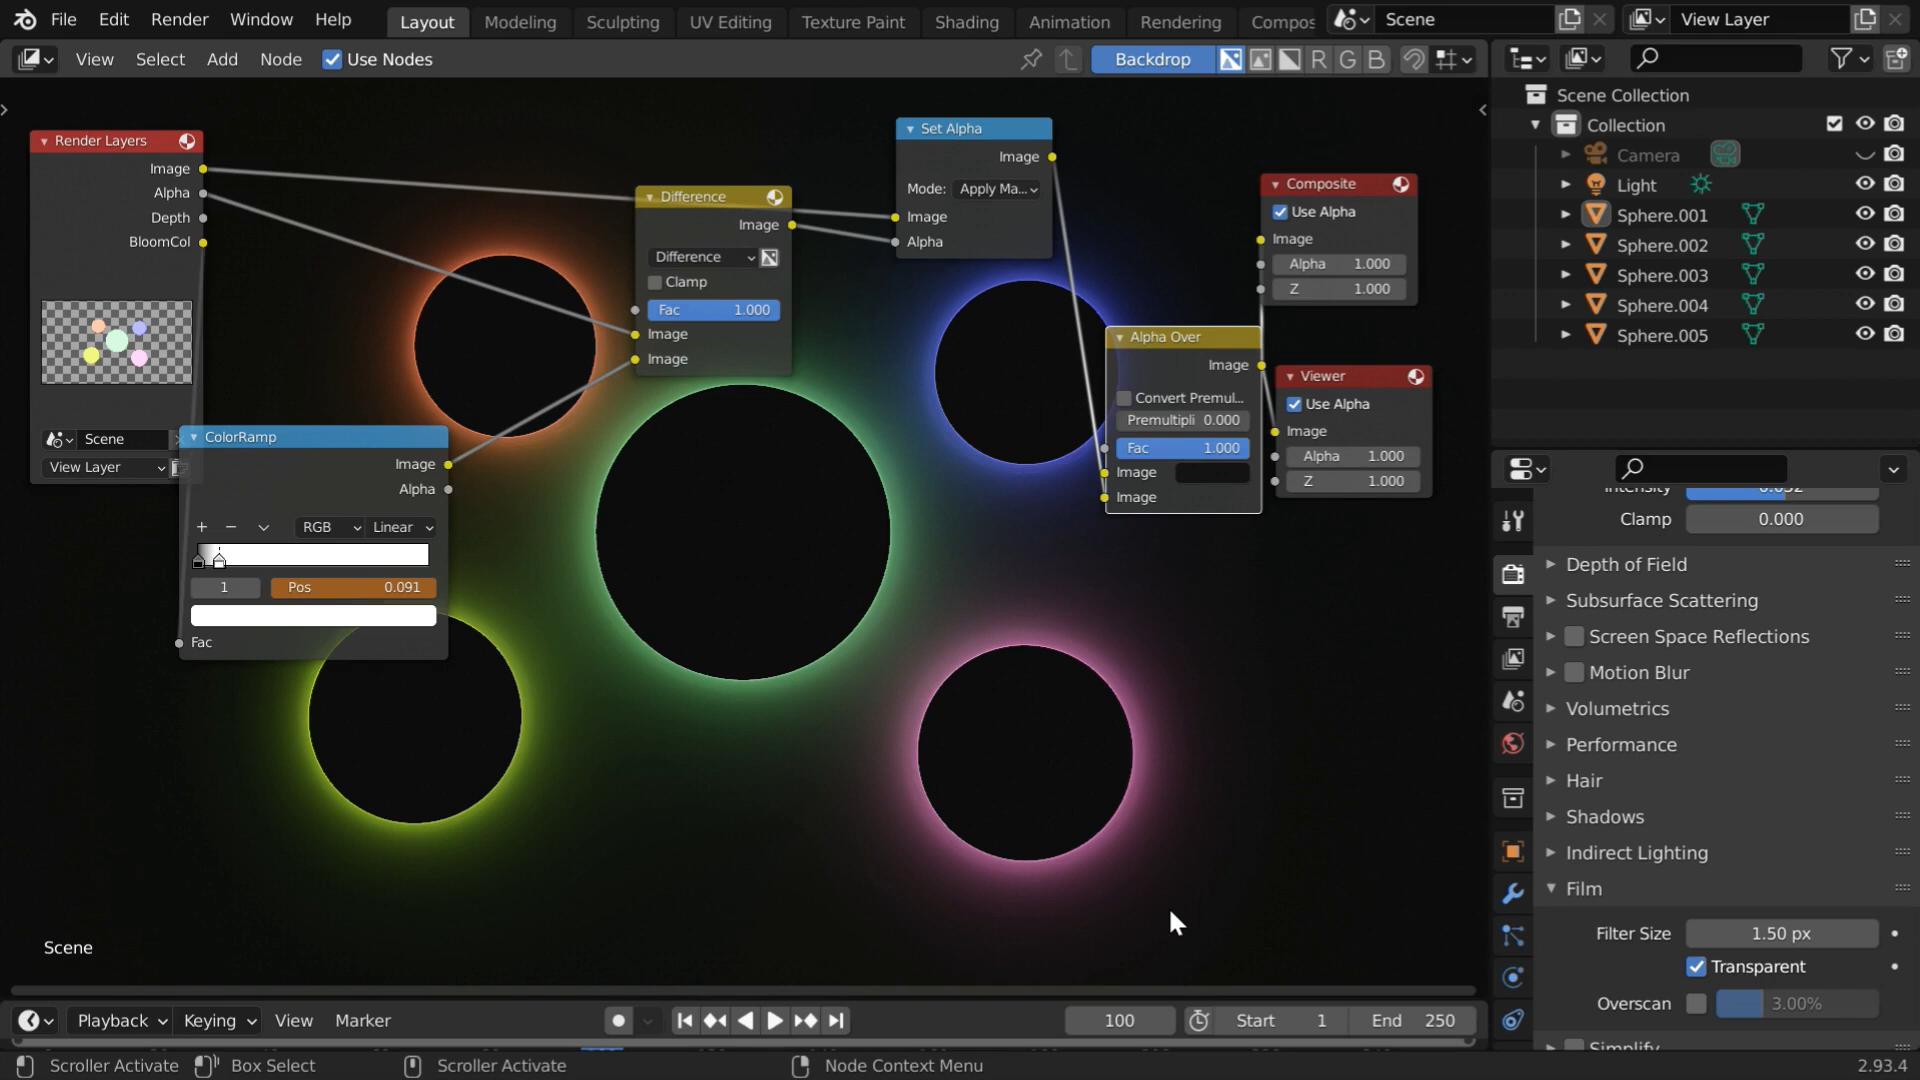 File Edit Render Window Help Layout Modeling Sculpting UV Editing Texture Paint Shading Animation Rendering Compos Scene View Layer
View Select Add Node Use Nodes Backdrop R G B
Render Layers
Image
Alpha
Depth
BloomCol
Scene
View Layer
ColorRamp
Image
Alpha
RGB Linear
1 Pos 0.091
Fac
Difference
Image
Difference
Clamp
Fac 1.000
Image
Image
Set Alpha
Image
Mode: Apply Ma...
Image
Alpha
Alpha Over
Image
Convert Premul...
Premultipli 0.000
Fac 1.000
Image
Image
Composite
Use Alpha
Image
Alpha 1.000
Z 1.000
Viewer
Use Alpha
Image
Alpha 1.000
Z 1.000
Scene
Scene Collection
Collection
Camera
Light
Sphere.001
Sphere.002
Sphere.003
Sphere.004
Sphere.005
Clamp 0.000
Depth of Field
Subsurface Scattering
Screen Space Reflections
Motion Blur
Volumetrics
Performance
Hair
Shadows
Indirect Lighting
Film
Filter Size 1.50 px
Transparent
Overscan 3.00%
Simplify
Playback Keying View Marker 100 Start 1 End 250
Scroller Activate Box Select Scroller Activate Node Context Menu 2.93.4